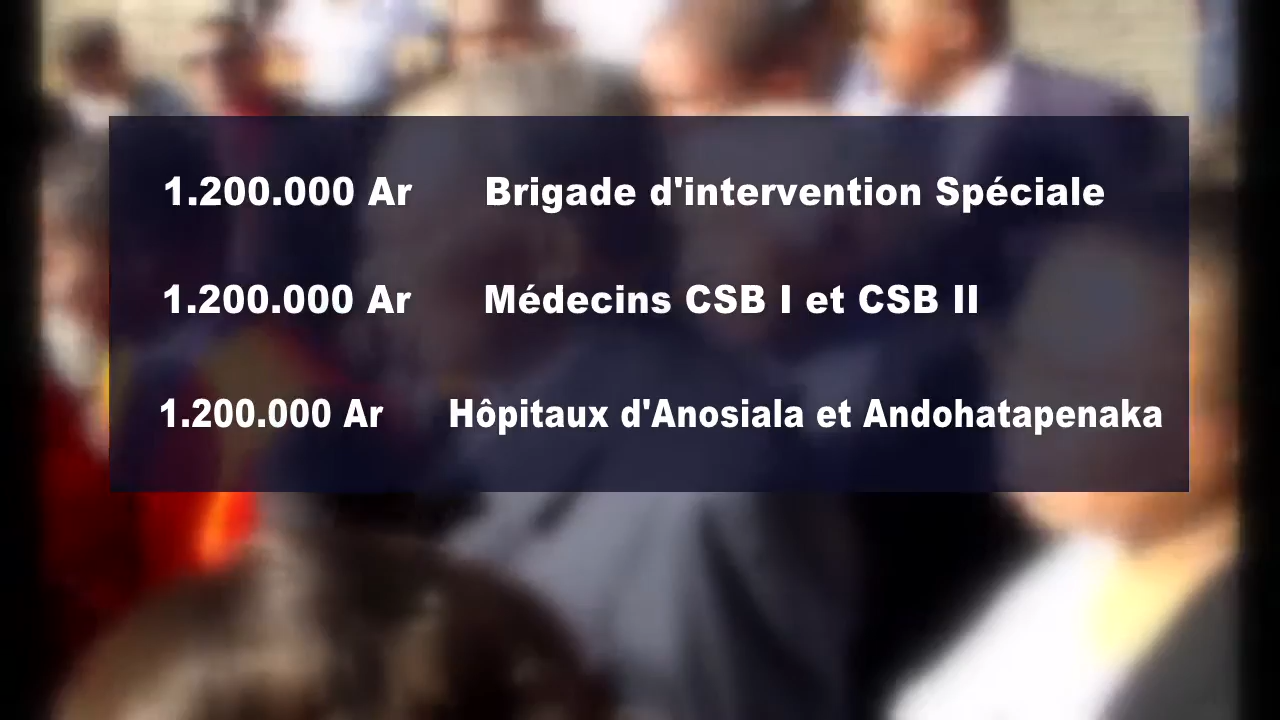 1.200.000 Ar Brigade d'intervention Spéciale
1.200.000 Ar Médecins CSB I et CSB II
1.200.000 Ar Hôpitaux d'Anosiala et Andohatapenaka